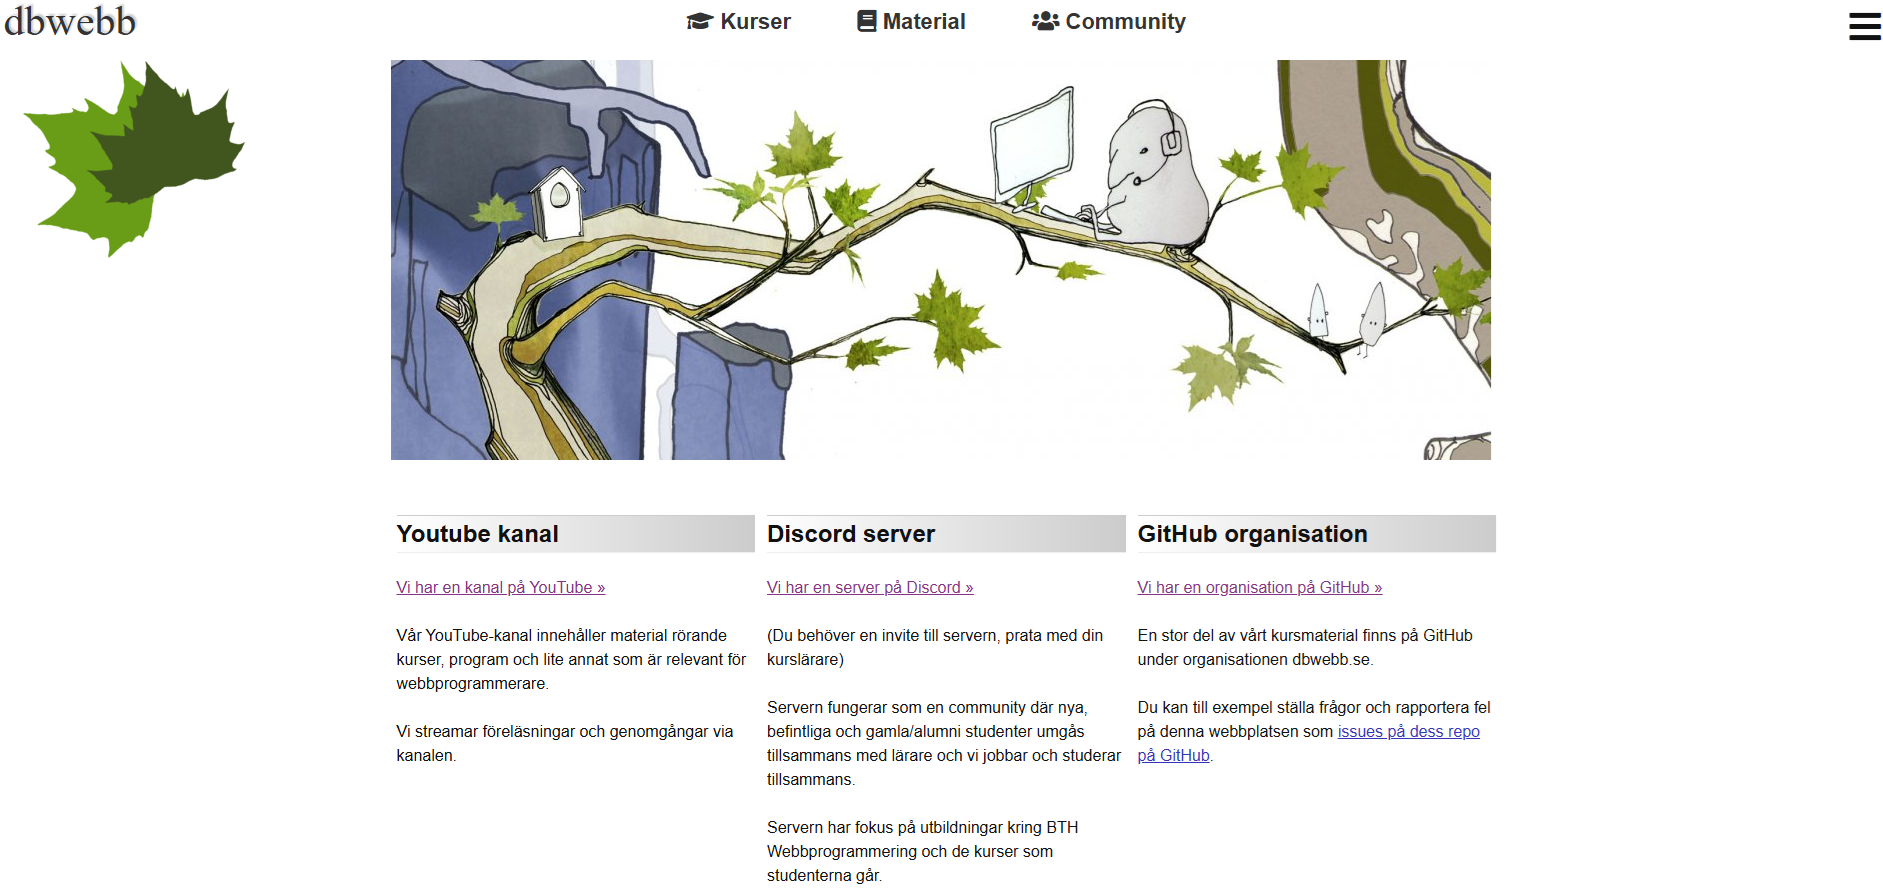 dbwebb
Kurser
Material
Community
Youtube kanal
Vi har en kanal på YouTube »
Vår YouTube-kanal innehåller material rörande
kurser, program och lite annat som är relevant för
webbprogrammerare.
Vi streamar föreläsningar och genomgångar via
kanalen.
Discord server
Vi har en server på Discord »
(Du behöver en invite till servern, prata med din
kurslärare)
Servern fungerar som en community där nya,
befintliga och gamla/alumni studenter umgås
tillsammans med lärare och vi jobbar och studerar
tillsammans.
Servern har fokus på utbildningar kring BTH
Webbprogrammering och de kurser som
studenterna går.
GitHub organisation
Vi har en organisation på GitHub »
En stor del av vårt kursmaterial finns på GitHub
under organisationen dbwebb.se.
Du kan till exempel ställa frågor och rapportera fel
på denna webbplatsen som issues på dess repo
på GitHub.